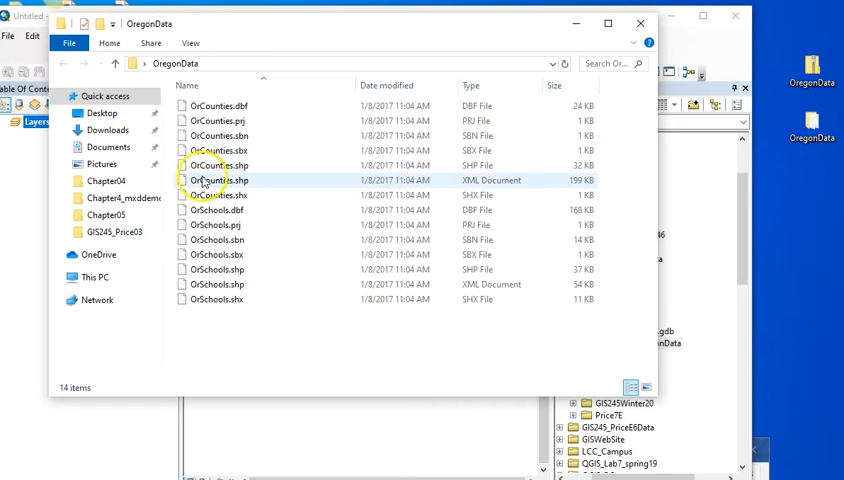 Untitled -
OregonData
File Edit
File Home Share View
OregonData
Search Or...
able Of Conte
Layers
Quick access
Desktop
Downloads
Documents
Pictures
Chapter04
Chapter4_mxddemo
Chapter05
GIS245_Price03
OneDrive
This PC
Network
Name Date modified Type Size
OrCounties.dbf 1/8/2017 11:04 AM DBF File 24 KB
OrCounties.prj 1/8/2017 11:04 AM PRJ File 1 KB
OrCounties.sbn 1/8/2017 11:04 AM SBN File 1 KB
OrCounties.sbx 1/8/2017 11:04 AM SBX File 1 KB
OrCounties.shp 1/8/2017 11:04 AM SHP File 32 KB
OrCounties.shp 1/8/2017 11:04 AM XML Document 199 KB
OrCounties.shx 1/8/2017 11:04 AM SHX File 1 KB
OrSchools.dbf 1/8/2017 11:04 AM DBF File 168 KB
OrSchools.prj 1/8/2017 11:04 AM PRJ File 1 KB
OrSchools.sbn 1/8/2017 11:04 AM SBN File 14 KB
OrSchools.sbx 1/8/2017 11:04 AM SBX File 1 KB
OrSchools.shp 1/8/2017 11:04 AM SHP File 37 KB
OrSchools.shp 1/8/2017 11:04 AM XML Document 54 KB
OrSchools.shx 1/8/2017 11:04 AM SHX File 11 KB
14 items
46
.gdb
onData
GIS245Winter20
Price7E
GIS245_PriceE6Data
GISWebSite
LCC_Campus
QGIS_Lab7_spring19
OregonData
OregonData